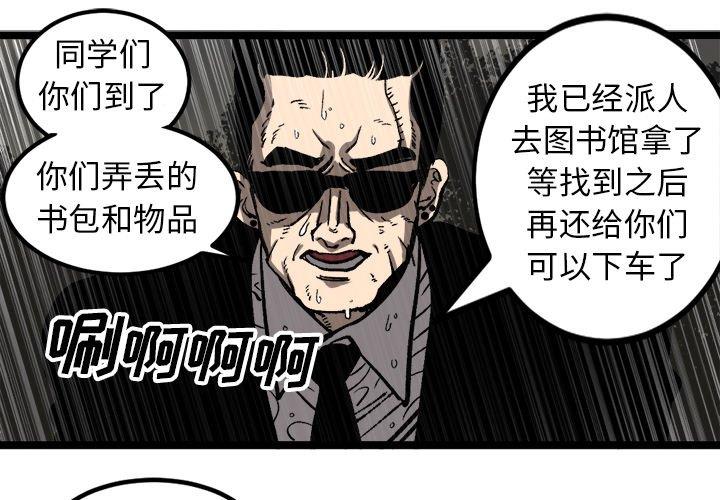 同学们
你们到了
你们弄丢的
书包和物品
我已经派人
去图书馆拿了
等找到之后
再还给你们
可以下车了
唰啊啊啊